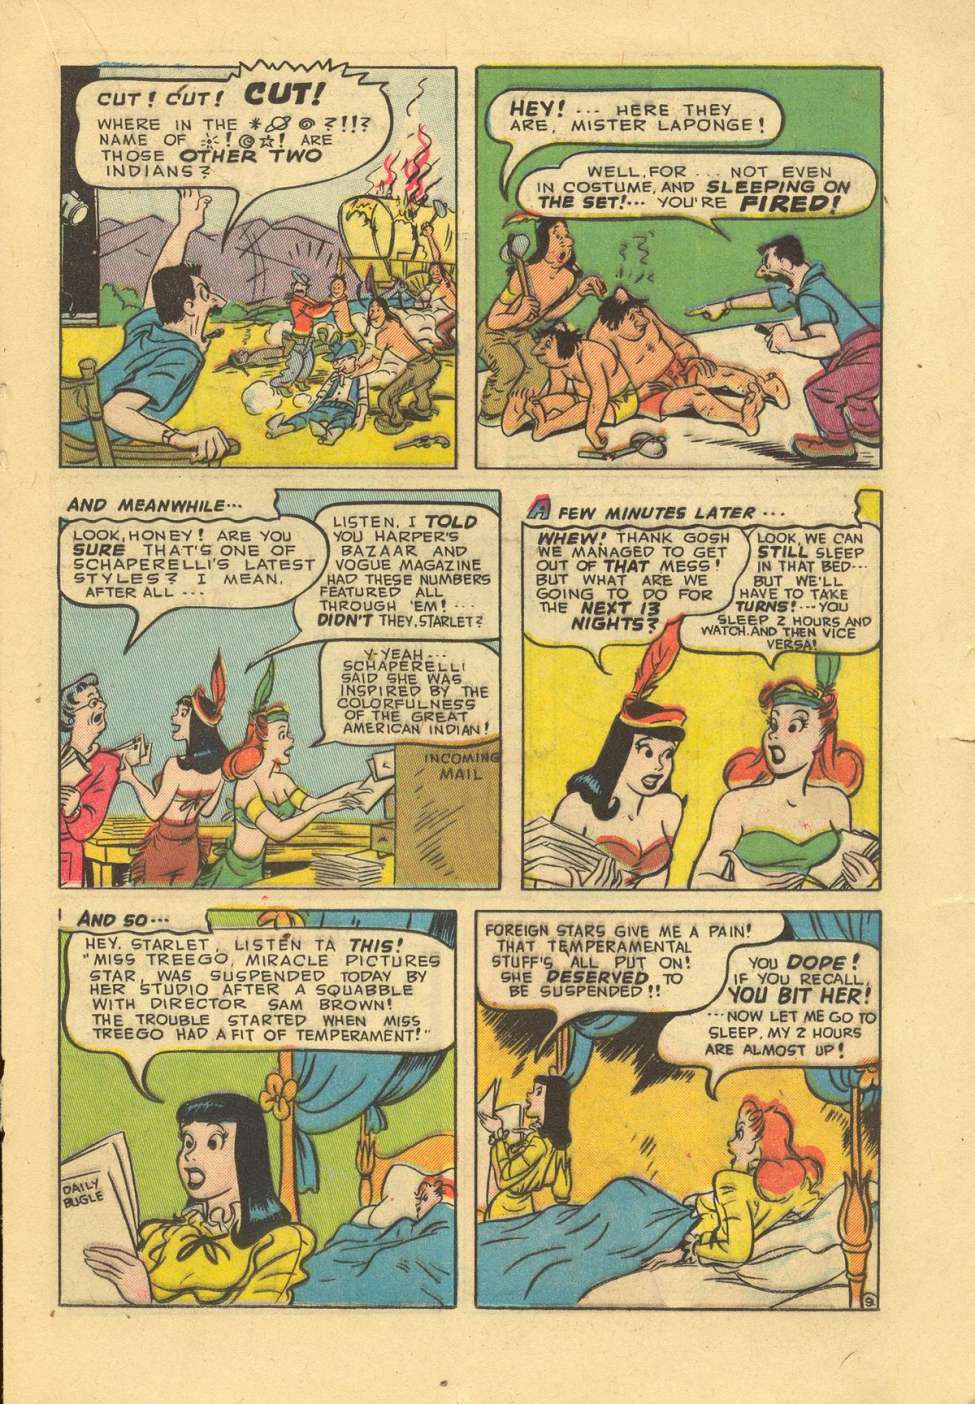 CUT! CUT! CUT!
WHERE IN THE * @ ?!!?
NAME OF !@☆! ARE
THOSE OTHER TWO
INDIANS?
HEY! ... HERE THEY
ARE, MISTER LAPONGE!
WELL, FOR ... NOT EVEN
IN COSTUME, AND SLEEPING ON
THE SET!... YOU'RE FIRED!
AND MEANWHILE...
LOOK, HONEY! ARE YOU
SURE THAT'S ONE OF
SCHAPERELLI'S LATEST
STYLES? I MEAN,
AFTER ALL ---
LISTEN, I TOLD
YOU HARPER'S
BAZAAR AND
VOGUE MAGAZINE
HAD THESE NUMBERS
FEATURED ALL
THROUGH 'EM! ...
DIDN'T THEY, STARLET?
Y-YEAH ---
SCHAPERELLI
SAID SHE WAS
INSPIRED BY THE
COLORFULNESS
OF THE GREAT
AMERICAN INDIAN!
INCOMING
MAIL
A FEW MINUTES LATER ...
WHEW! THANK GOSH
WE MANAGED TO GET
OUT OF THAT MESS!
BUT WHAT ARE WE
GOING TO DO FOR
THE NEXT 13
NIGHTS?
LOOK, WE CAN
STILL SLEEP
IN THAT BED---
BUT WE'LL
HAVE TO TAKE
TURNS!---YOU
SLEEP 2 HOURS AND
WATCH, AND THEN VICE
VERSA!
AND SO...
HEY, STARLET, LISTEN TA THIS!
"MISS TREEGO, MIRACLE PICTURES
STAR, WAS SUSPENDED TODAY BY
HER STUDIO AFTER A SQUABBLE
WITH DIRECTOR SAM BROWN!
THE TROUBLE STARTED WHEN MISS
TREEGO HAD A FIT OF TEMPERAMENT!"
DAILY
BUGLE
FOREIGN STARS GIVE ME A PAIN!
THAT TEMPERAMENTAL
STUFF'S ALL PUT ON!
SHE DESERVED TO
BE SUSPENDED!!
YOU DOPE!
IF YOU RECALL,
YOU BIT HER!
...NOW LET ME GO TO
SLEEP, MY 2 HOURS
ARE ALMOST UP!
9